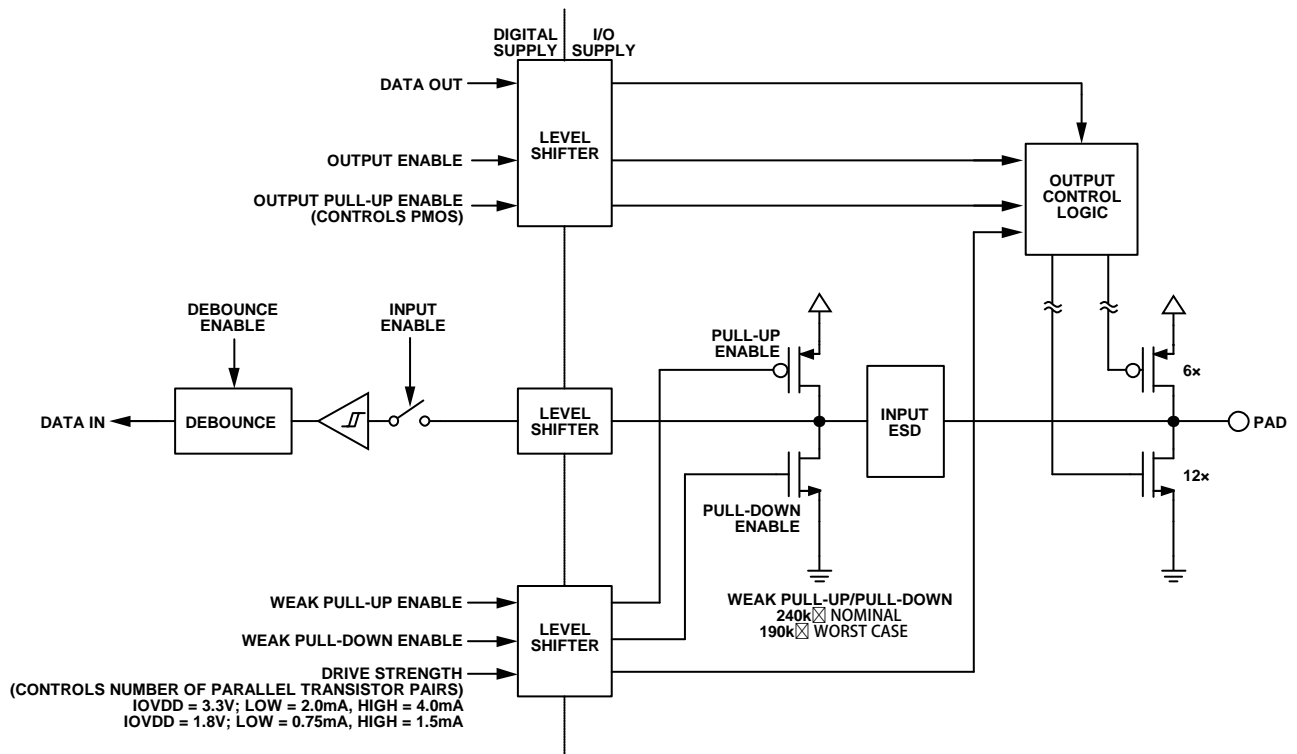 DIGITAL SUPPLY
I/O SUPPLY
DATA OUT
LEVEL SHIFTER
OUTPUT ENABLE
OUTPUT PULL-UP ENABLE
(CONTROLS PMOS)
OUTPUT CONTROL LOGIC
DEBOUNCE ENABLE
INPUT ENABLE
PULL-UP ENABLE
6×
DATA IN
DEBOUNCE
LEVEL SHIFTER
INPUT ESD
PAD
12×
PULL-DOWN ENABLE
WEAK PULL-UP ENABLE
WEAK PULL-DOWN ENABLE
LEVEL SHIFTER
WEAK PULL-UP/PULL-DOWN
240k☒ NOMINAL
190k☒ WORST CASE
DRIVE STRENGTH
(CONTROLS NUMBER OF PARALLEL TRANSISTOR PAIRS)
IOVDD = 3.3V; LOW = 2.0mA, HIGH = 4.0mA
IOVDD = 1.8V; LOW = 0.75mA, HIGH = 1.5mA